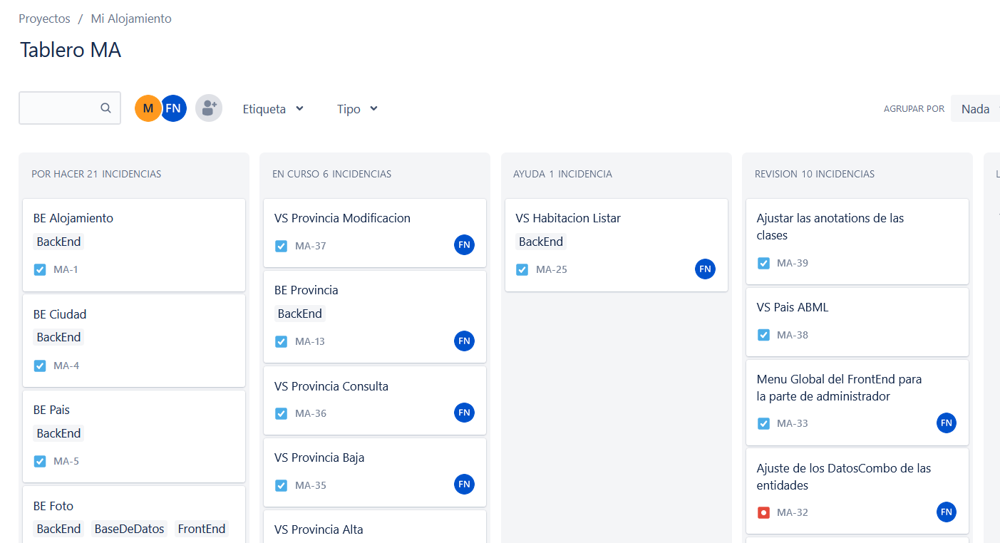 Proyectos / Mi Alojamiento
Tablero MA
M FN Etiqueta Tipo AGRUPAR POR Nada
POR HACER 21 INCIDENCIAS
BE Alojamiento
BackEnd
MA-1
BE Ciudad
BackEnd
MA-4
BE Pais
BackEnd
MA-5
BE Foto
BackEnd BaseDeDatos FrontEnd
EN CURSO 6 INCIDENCIAS
VS Provincia Modificacion
MA-37 FN
BE Provincia
BackEnd
MA-13 FN
VS Provincia Consulta
MA-36 FN
VS Provincia Baja
MA-35 FN
VS Provincia Alta
AYUDA 1 INCIDENCIA
VS Habitacion Listar
BackEnd
MA-25 FN
REVISION 10 INCIDENCIAS
Ajustar las anotations de las
clases
MA-39
VS Pais ABML
MA-38
Menu Global del FrontEnd para
la parte de administrador
MA-33 FN
Ajuste de los DatosCombo de las
entidades
MA-32 FN